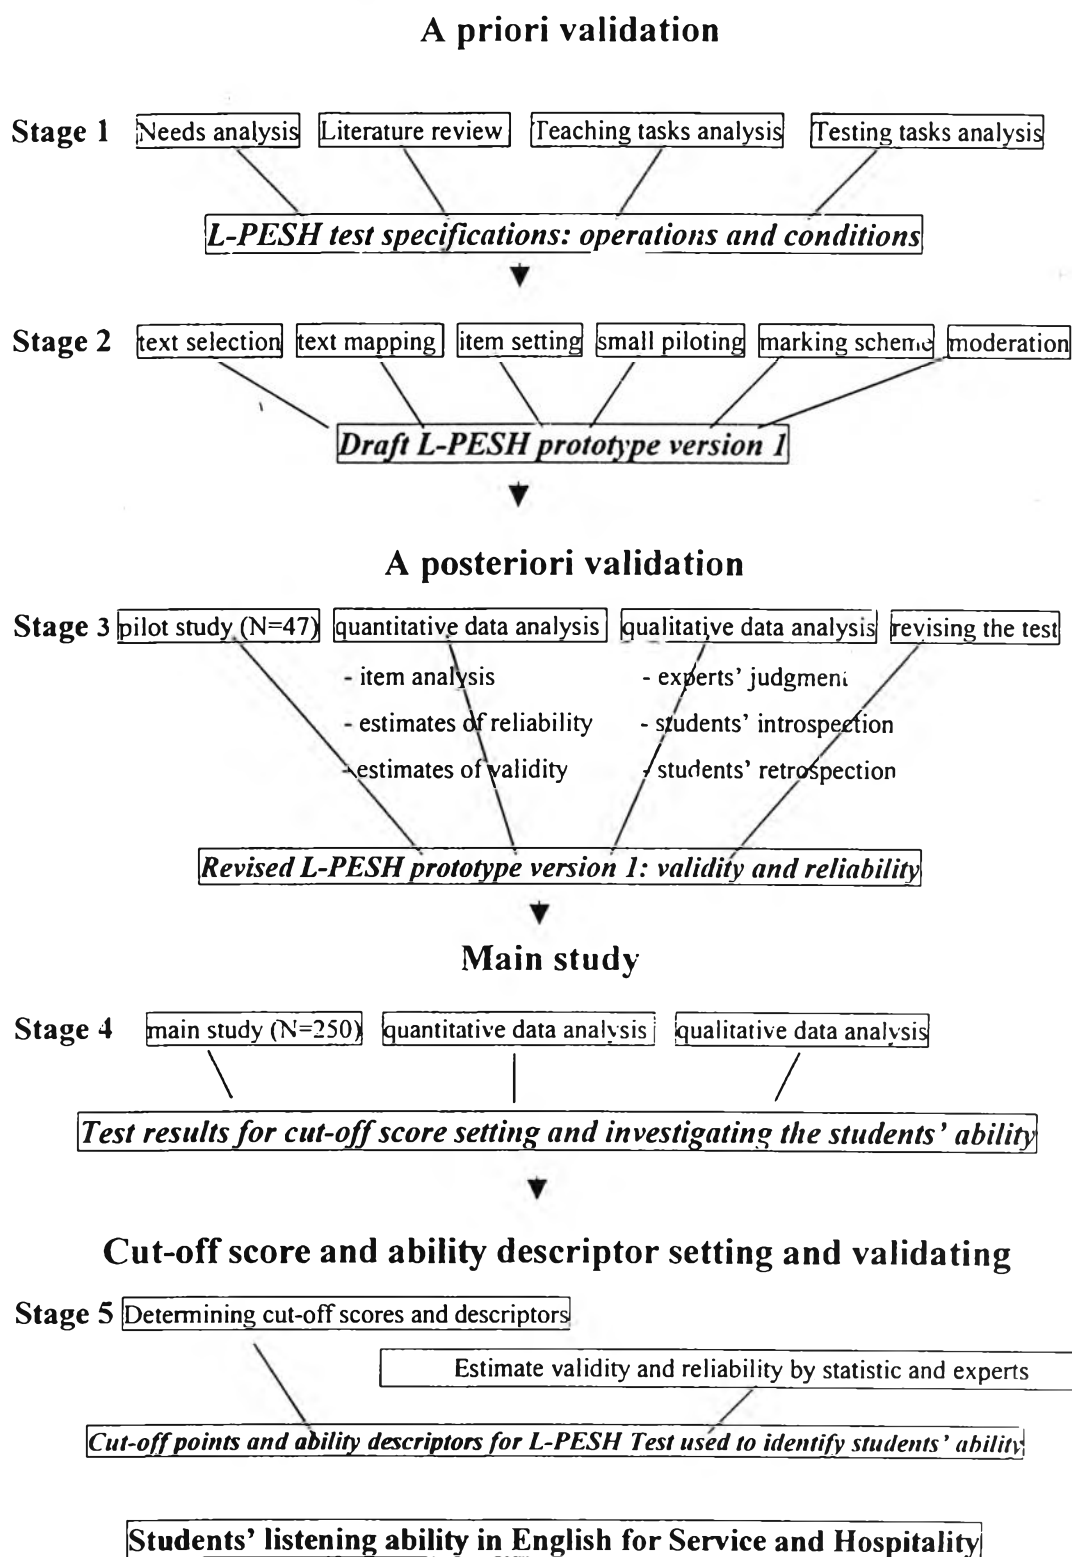 A priori validation
Stage 1 Needs analysis Literature review Teaching tasks analysis Testing tasks analysis
L-PESH test specifications: operations and conditions
Stage 2 text selection text mapping item setting small piloting marking scheme moderation
Draft L-PESH prototype version 1
A posteriori validation
Stage 3 pilot study (N=47) quantitative data analysis qualitative data analysis revising the test
- item analysis - experts' judgment
- estimates of reliability - students' introspection
- estimates of validity - students' retrospection
Revised L-PESH prototype version 1: validity and reliability
Main study
Stage 4 main study (N=250) quantitative data analysis qualitative data analysis
Test results for cut-off score setting and investigating the students' ability
Cut-off score and ability descriptor setting and validating
Stage 5 Determining cut-off scores and descriptors
Estimate validity and reliability by statistic and experts
Cut-off points and ability descriptors for L-PESH Test used to identify students' ability
Students' listening ability in English for Service and Hospitality